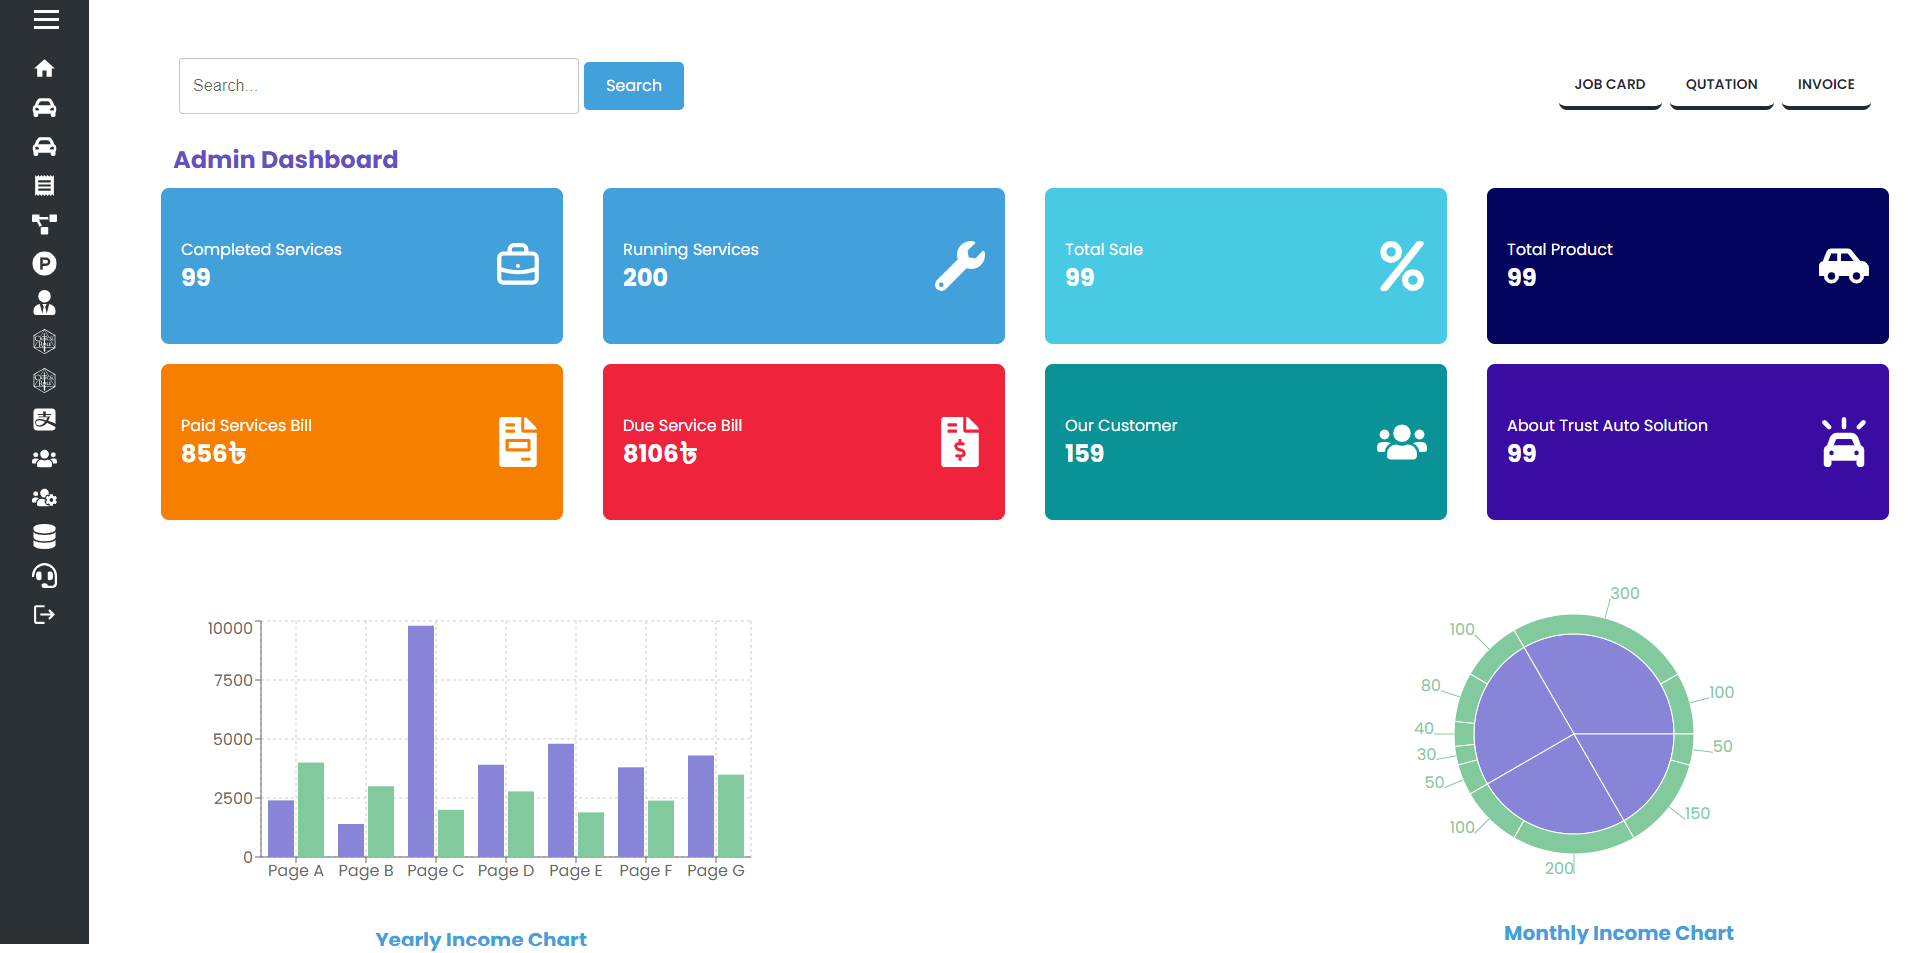 Search...
Search
JOB CARD
QUTATION
INVOICE
Admin Dashboard
Completed Services
99
Running Services
200
Total Sale
99
Total Product
99
Paid Services Bill
856৳
Due Service Bill
8106৳
Our Customer
159
About Trust Auto Solution
99
10000
7500
5000
2500
0
Page A
Page B
Page C
Page D
Page E
Page F
Page G
Yearly Income Chart
300
100
100
80
100
40
50
30
50
150
100
200
Monthly Income Chart